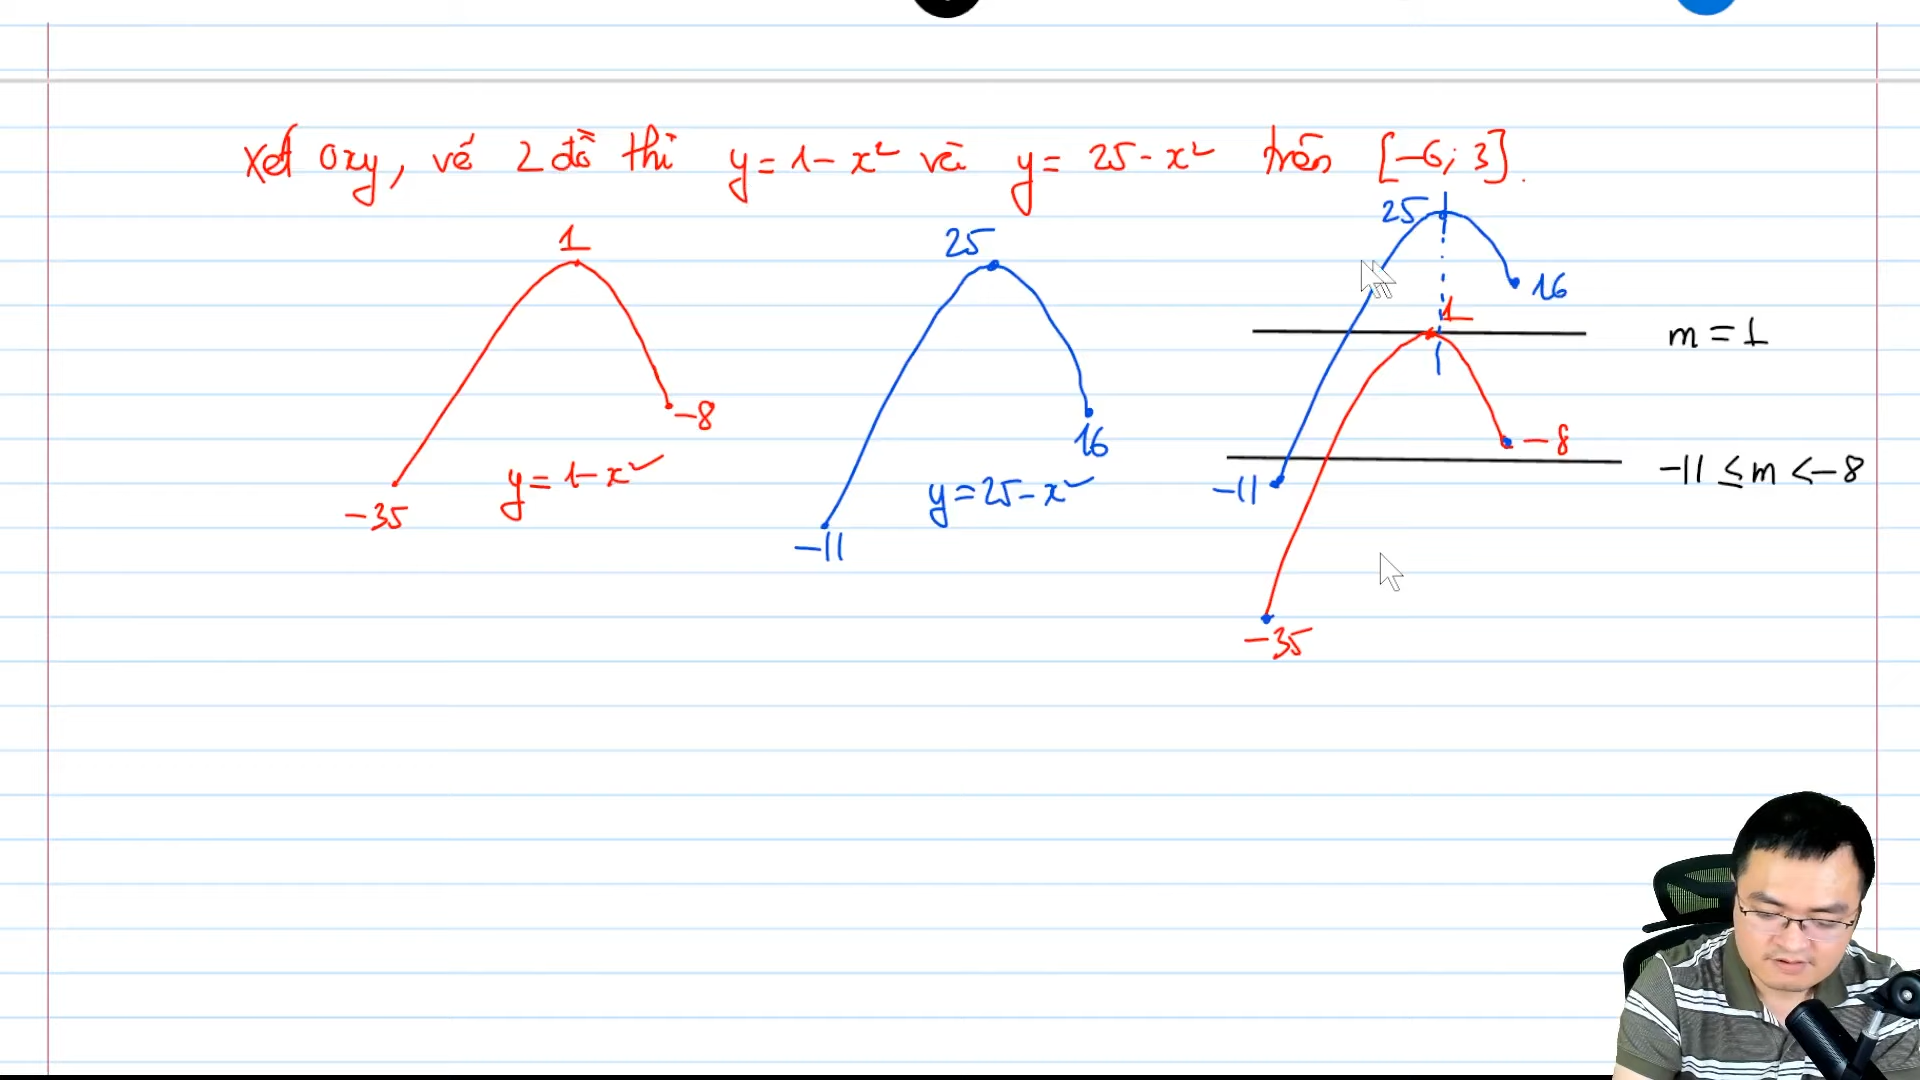 Xét Oxy, vẽ 2 đồ thì y = 1 - x² và y = 25 - x² trên [-6; 3].
1
-35
-8
y = 1 - x²
25
-11
16
y = 25 - x²
25
16
1
m = 1
-8
-11
-11 ≤ m < -8
-35